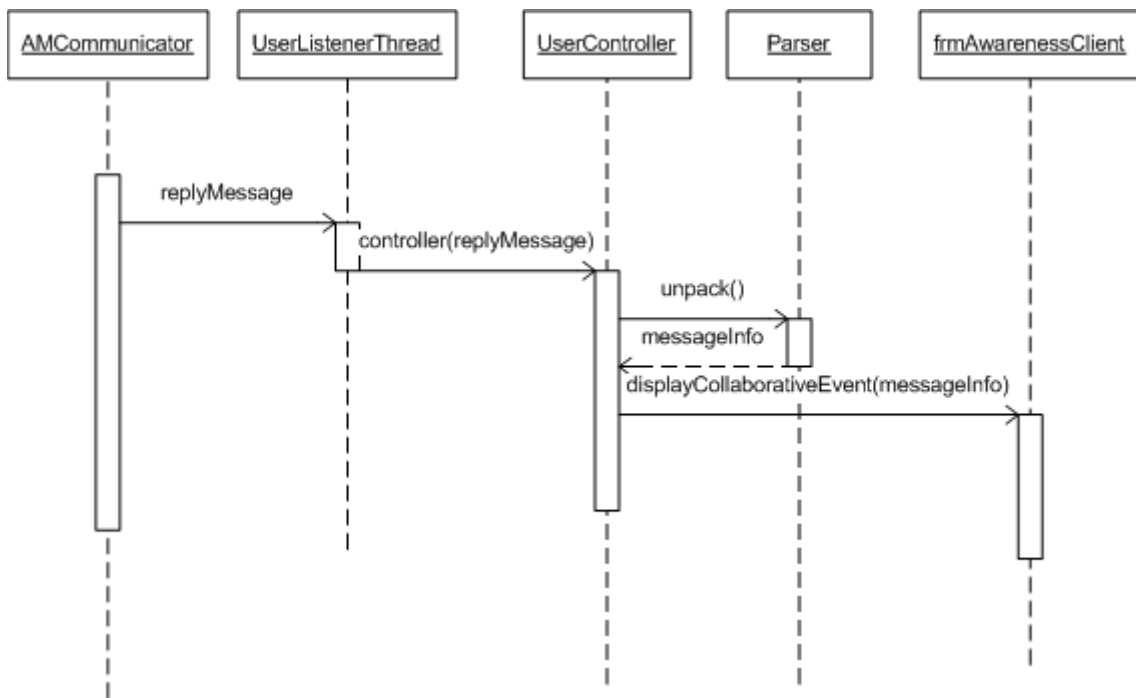 AMCommunicator
UserListenerThread
UserController
Parser
frmAwarenessClient
replyMessage
controller(replyMessage)
unpack()
messageInfo
displayCollaborativeEvent(messageInfo)